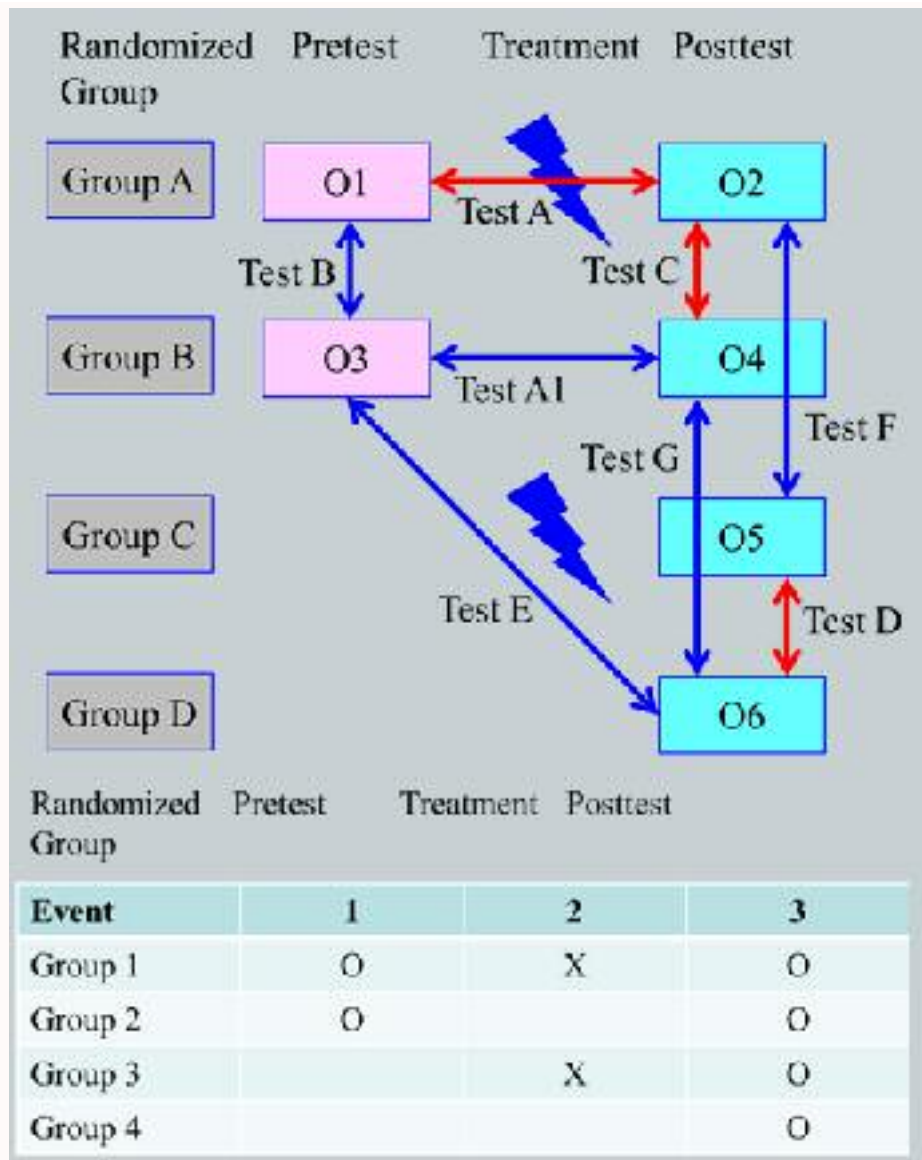 Randomized Pretest Treatment Posttest
Group
Group A O1 O2
Test A
Test B Test C
Group B O3 O4
Test A1
Test F
Test G
Group C O5
Test E Test D
Group D O6
Randomized Pretest Treatment Posttest
Group
Event 1 2 3
Group 1 O X O
Group 2 O O
Group 3 X O
Group 4 O